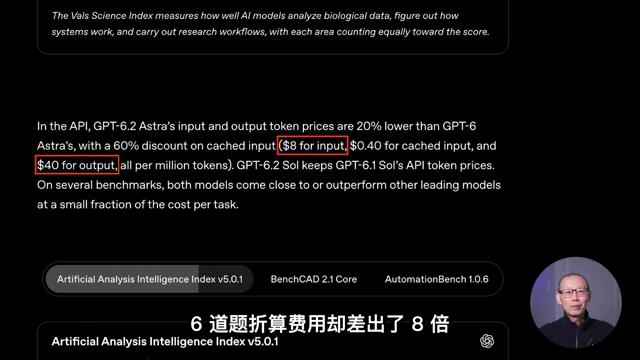 The Vals Science Index measures how well AI models analyze biological data, figure out how
systems work, and carry out research workflows, with each area counting equally toward the score.
In the API, GPT-6.2 Astra's input and output token prices are 20% lower than GPT-6
Astra's, with a 60% discount on cached input ($8 for input, $0.40 for cached input, and
$40 for output, all per million tokens). GPT-6.2 Sol keeps GPT-6.1 Sol's API token prices.
On several benchmarks, both models come close to or outperform other leading models
at a small fraction of the cost per task.
Artificial Analysis Intelligence Index v5.0.1 BenchCAD 2.1 Core AutomationBench 1.0.6
6 道题折算费用却差出了 8 倍
Artificial Analysis Intelligence Index v5.0.1